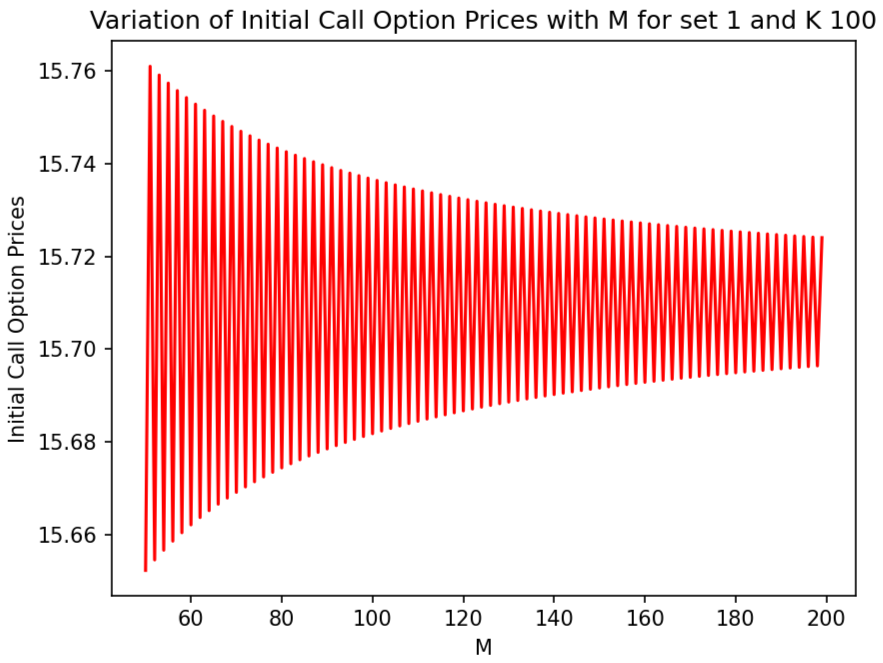 Variation of Initial Call Option Prices with M for set 1 and K 100
15.76
15.74
15.72
15.70
15.68
15.66
Initial Call Option Prices
60 80 100 120 140 160 180 200
M